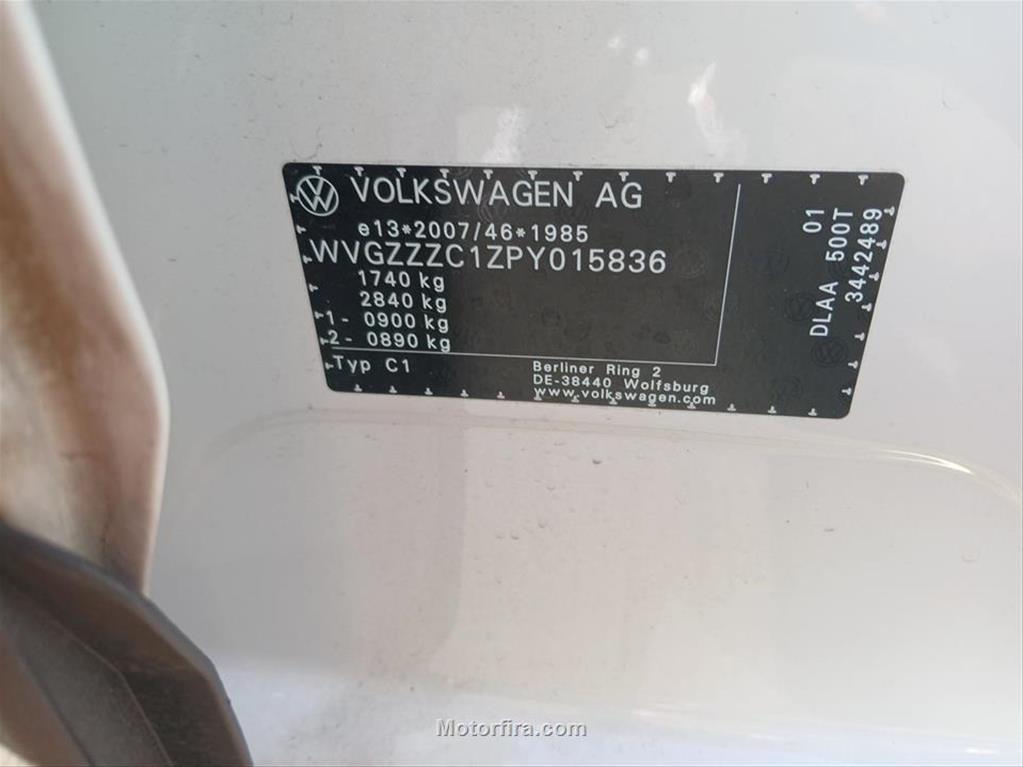 VOLKSWAGEN AG
e13*2007/46*1985
WVGZZZC1ZPY015836
1740 kg
2840 kg
1- 0900 kg
2- 0890 kg
Typ C1
Berliner Ring 2
DE-38440 Wolfsburg
www.volkswagen.com
01
DLAA 500T
3442489
Motorfira.com